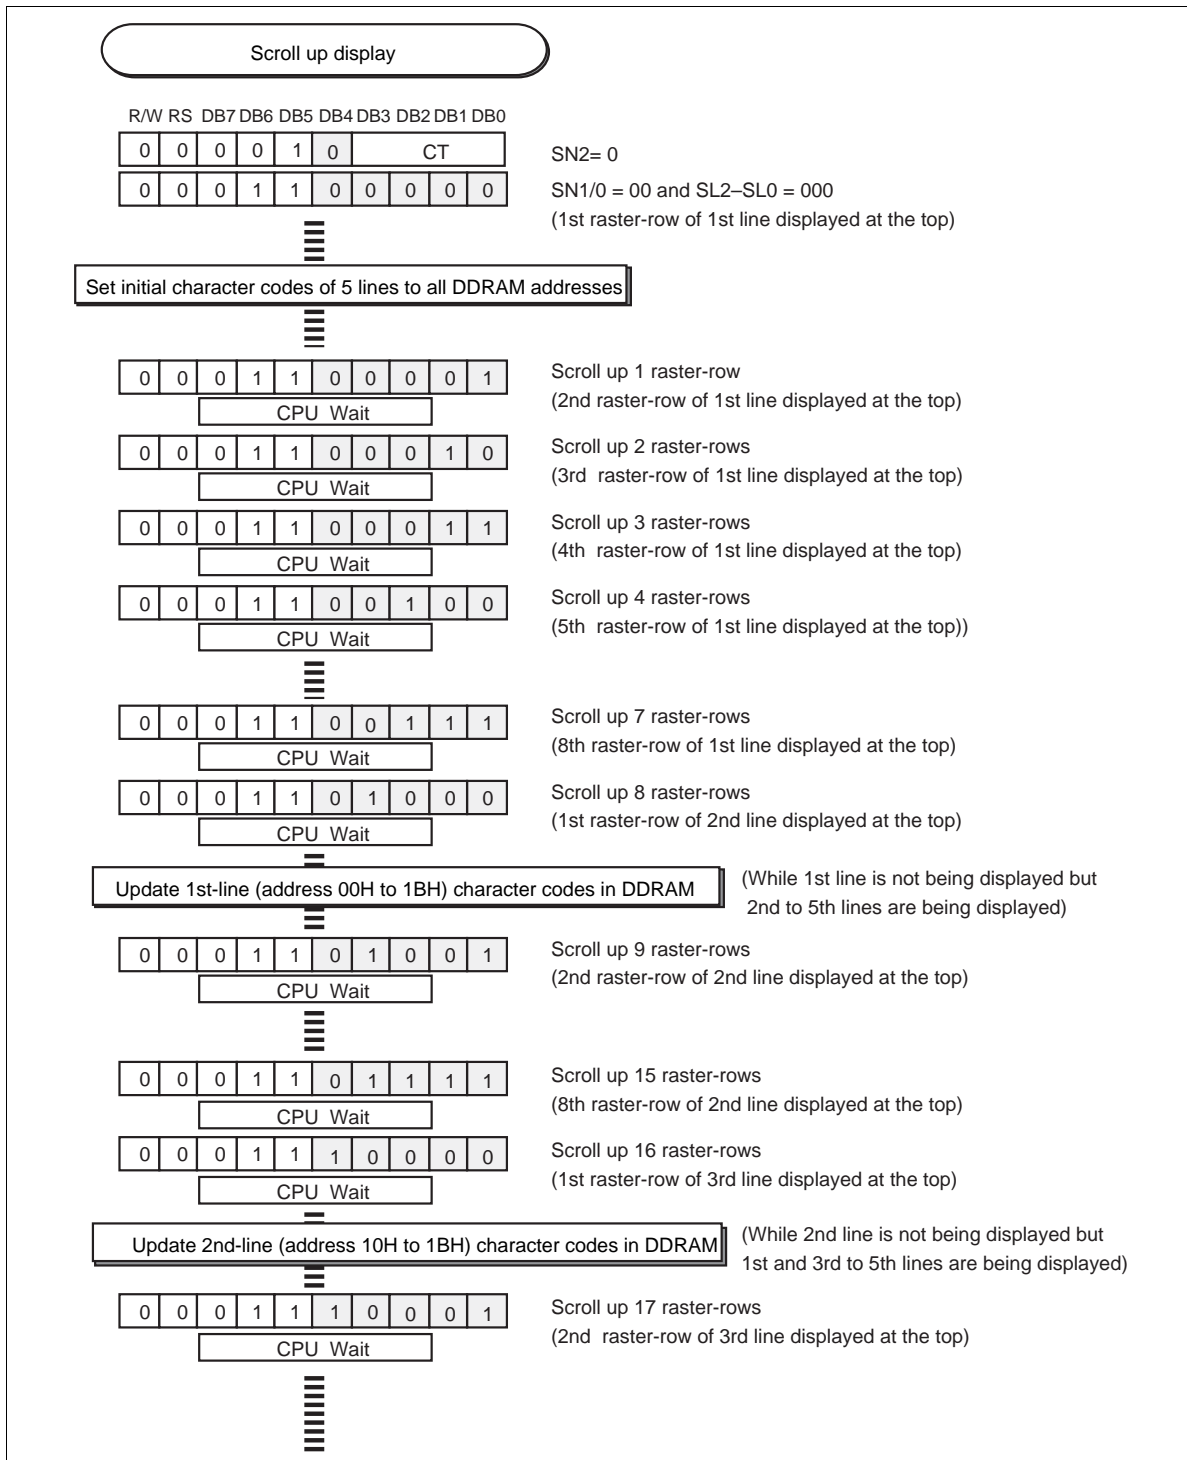 Scroll up display
R/W RS DB7 DB6 DB5 DB4 DB3 DB2 DB1 DB0
0 0 0 0 1 0 CT SN2= 0
0 0 0 1 1 0 0 0 0 0 SN1/0 = 00 and SL2–SL0 = 000
(1st raster-row of 1st line displayed at the top)
Set initial character codes of 5 lines to all DDRAM addresses
0 0 0 1 1 0 0 0 0 1 Scroll up 1 raster-row
CPU Wait (2nd raster-row of 1st line displayed at the top)
0 0 0 1 1 0 0 0 1 0 Scroll up 2 raster-rows
CPU Wait (3rd raster-row of 1st line displayed at the top)
0 0 0 1 1 0 0 0 1 1 Scroll up 3 raster-rows
CPU Wait (4th raster-row of 1st line displayed at the top)
0 0 0 1 1 0 0 1 0 0 Scroll up 4 raster-rows
CPU Wait (5th raster-row of 1st line displayed at the top))
0 0 0 1 1 0 0 1 1 1 Scroll up 7 raster-rows
CPU Wait (8th raster-row of 1st line displayed at the top)
0 0 0 1 1 0 1 0 0 0 Scroll up 8 raster-rows
CPU Wait (1st raster-row of 2nd line displayed at the top)
Update 1st-line (address 00H to 1BH) character codes in DDRAM (While 1st line is not being displayed but
2nd to 5th lines are being displayed)
0 0 0 1 1 0 1 0 0 1 Scroll up 9 raster-rows
CPU Wait (2nd raster-row of 2nd line displayed at the top)
0 0 0 1 1 0 1 1 1 1 Scroll up 15 raster-rows
CPU Wait (8th raster-row of 2nd line displayed at the top)
0 0 0 1 1 1 0 0 0 0 Scroll up 16 raster-rows
CPU Wait (1st raster-row of 3rd line displayed at the top)
Update 2nd-line (address 10H to 1BH) character codes in DDRAM (While 2nd line is not being displayed but
1st and 3rd to 5th lines are being displayed)
0 0 0 1 1 1 0 0 0 1 Scroll up 17 raster-rows
CPU Wait (2nd raster-row of 3rd line displayed at the top)